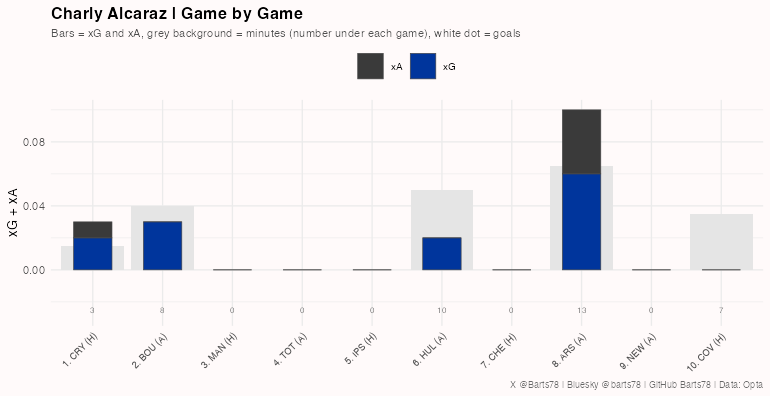 Charly Alcaraz | Game by Game
Bars = xG and xA, grey background = minutes (number under each game), white dot = goals
xA xG
xG + xA
0.08
0.04
0.00
3 8 0 0 0 10 0 13 0 7
1. CRY (H) 2. BOU (A) 3. MAN (H) 4. TOT (A) 5. IPS (H) 6. HUL (A) 7. CHE (H) 8. ARS (A) 9. NEW (A) 10. COV (H)
X @Barts78 | Bluesky @barts78 | GitHub Barts78 | Data: Opta